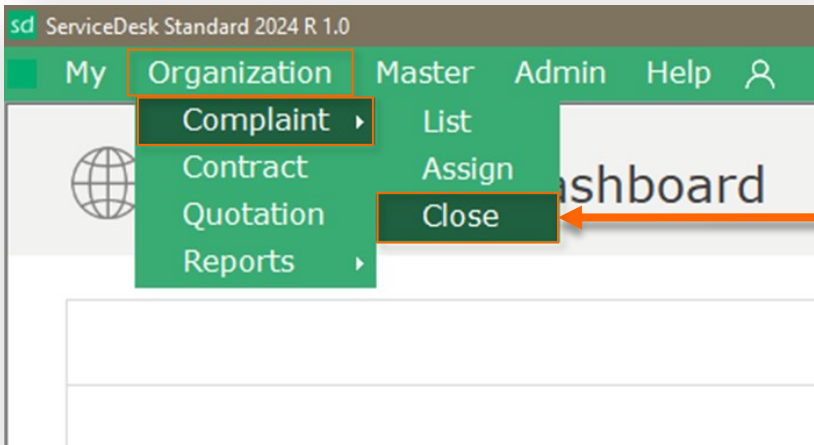 sd ServiceDesk Standard 2024 R 1.0
My Organization Master Admin Help
Complaint List
Contract Assign
Quotation Close
Reports
ashboard